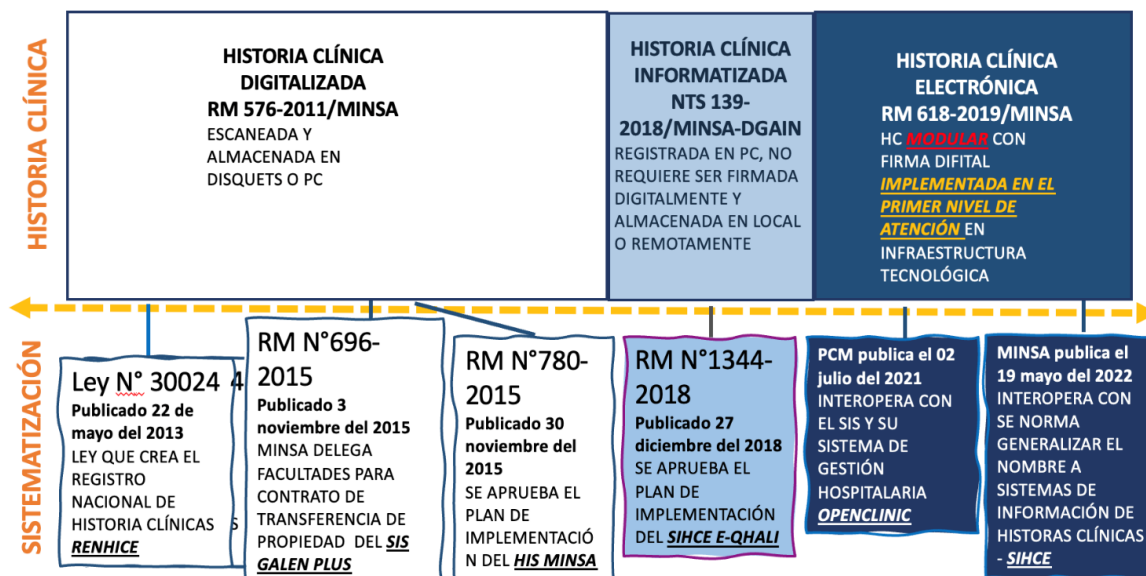 HISTORIA CLÍNICA
HISTORIA CLÍNICA
DIGITALIZADA
RM 576-2011/MINSA
ESCANEADA Y
ALMACENADA EN
DISQUETS O PC
HISTORIA CLÍNICA
INFORMATIZADA
NTS 139-
2018/MINSA-DGAIN
REGISTRADA EN PC, NO
REQUIERE SER FIRMADA
DIGITALMENTE Y
ALMACENADA EN LOCAL
O REMOTAMENTE
HISTORIA CLÍNICA
ELECTRÓNICA
RM 618-2019/MINSA
HC MODULAR CON
FIRMA DIFITAL
IMPLEMENTADA EN EL
PRIMER NIVEL DE
ATENCIÓN EN
INFRAESTRUCTURA
TECNOLÓGICA
SISTEMATIZACIÓN
Ley N° 30024
Publicado 22 de
mayo del 2013
LEY QUE CREA EL
REGISTRO
NACIONAL DE
HISTORIA CLÍNICAS
RENHICE
4
S
RM N°696-
2015
Publicado 3
noviembre del 2015
MINSA DELEGA
FACULTADES PARA
CONTRATO DE
TRANSFERENCIA DE
PROPIEDAD DEL SIS
GALEN PLUS
RM N°780-
2015
Publicado 30
noviembre del
2015
SE APRUEBA EL
PLAN DE
IMPLEMENTACIÓ
N DEL HIS MINSA
RM N°1344-
2018
Publicado 27
diciembre del 2018
SE APRUEBA EL
PLAN DE
IMPLEMENTACIÓN
DEL SIHCE E-QHALI
PCM publica el 02
julio del 2021
INTEROPERA CON
EL SIS Y SU
SISTEMA DE
GESTIÓN
HOSPITALARIA
OPENCLINIC
MINSA publica el
19 mayo del 2022
INTEROPERA CON
SE NORMA
GENERALIZAR EL
NOMBRE A
SISTEMAS DE
INFORMACIÓN DE
HISTORAS CLÍNICAS
- SIHCE